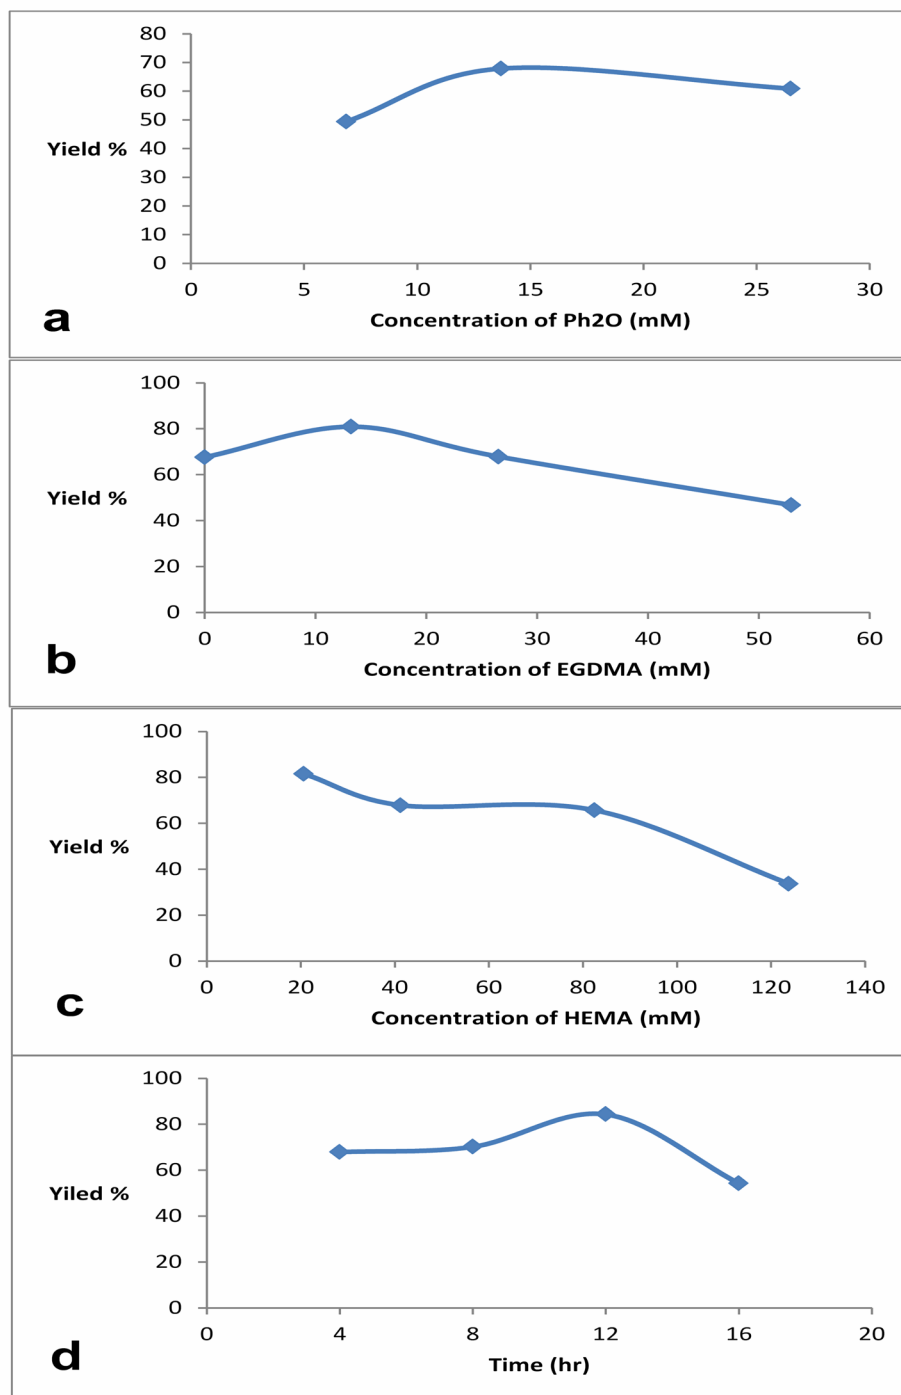 80
70
60
50
Yield %
40
30
20
10
0
0 5 10 15 20 25 30
a
Concentration of Ph2O (mM)
100
80
60
Yield %
40
20
0
0 10 20 30 40 50 60
b
Concentration of EGDMA (mM)
100
80
60
Yield %
40
20
0
0 20 40 60 80 100 120 140
c
Concentration of HEMA (mM)
100
80
60
Yiled %
40
20
0
0 4 8 12 16 20
d
Time (hr)